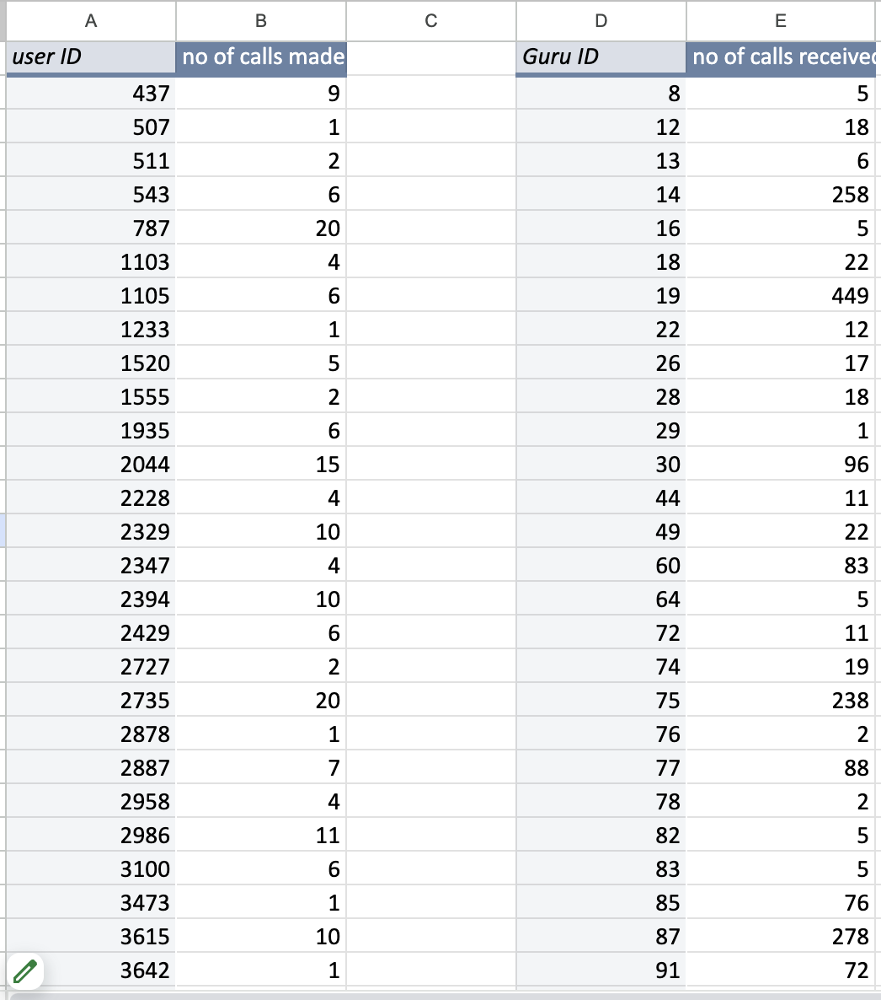 A B C D E
user ID no of calls made Guru ID no of calls received
437 9 8 5
507 1 12 18
511 2 13 6
543 6 14 258
787 20 16 5
1103 4 18 22
1105 6 19 449
1233 1 22 12
1520 5 26 17
1555 2 28 18
1935 6 29 1
2044 15 30 96
2228 4 44 11
2329 10 49 22
2347 4 60 83
2394 10 64 5
2429 6 72 11
2727 2 74 19
2735 20 75 238
2878 1 76 2
2887 7 77 88
2958 4 78 2
2986 11 82 5
3100 6 83 5
3473 1 85 76
3615 10 87 278
3642 1 91 72